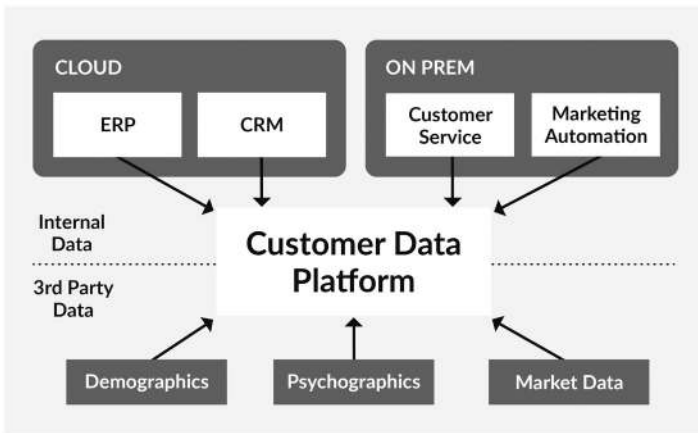 CLOUD
ON PREM
ERP
CRM
Customer
Service
Marketing
Automation
Internal
Data
Customer Data
Platform
3rd Party
Data
Demographics
Psychographics
Market Data